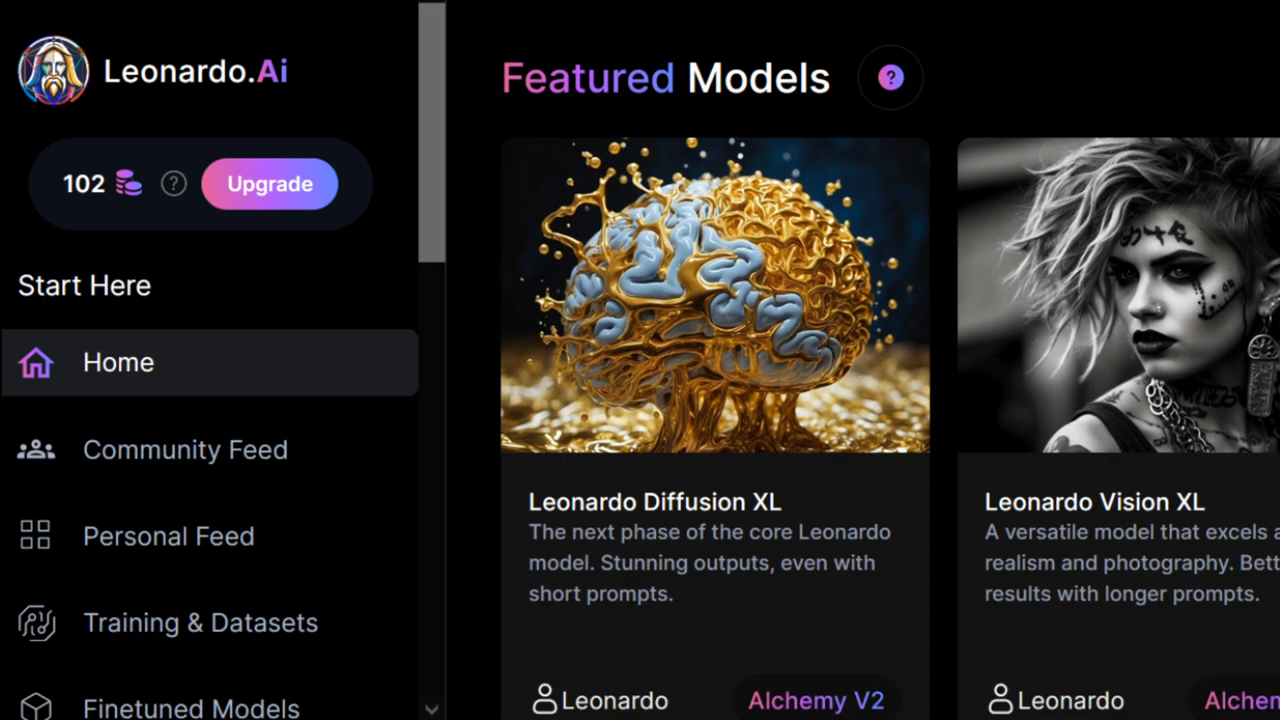 Leonardo.Ai
102
?
Upgrade
Start Here
Home
Community Feed
Personal Feed
Training & Datasets
Finetuned Models
Featured Models
?
Leonardo Diffusion XL
The next phase of the core Leonardo
model. Stunning outputs, even with
short prompts.
Leonardo
Alchemy V2
Leonardo Vision XL
A versatile model that excels
realism and photography.
results with longer prompts.
Leonardo